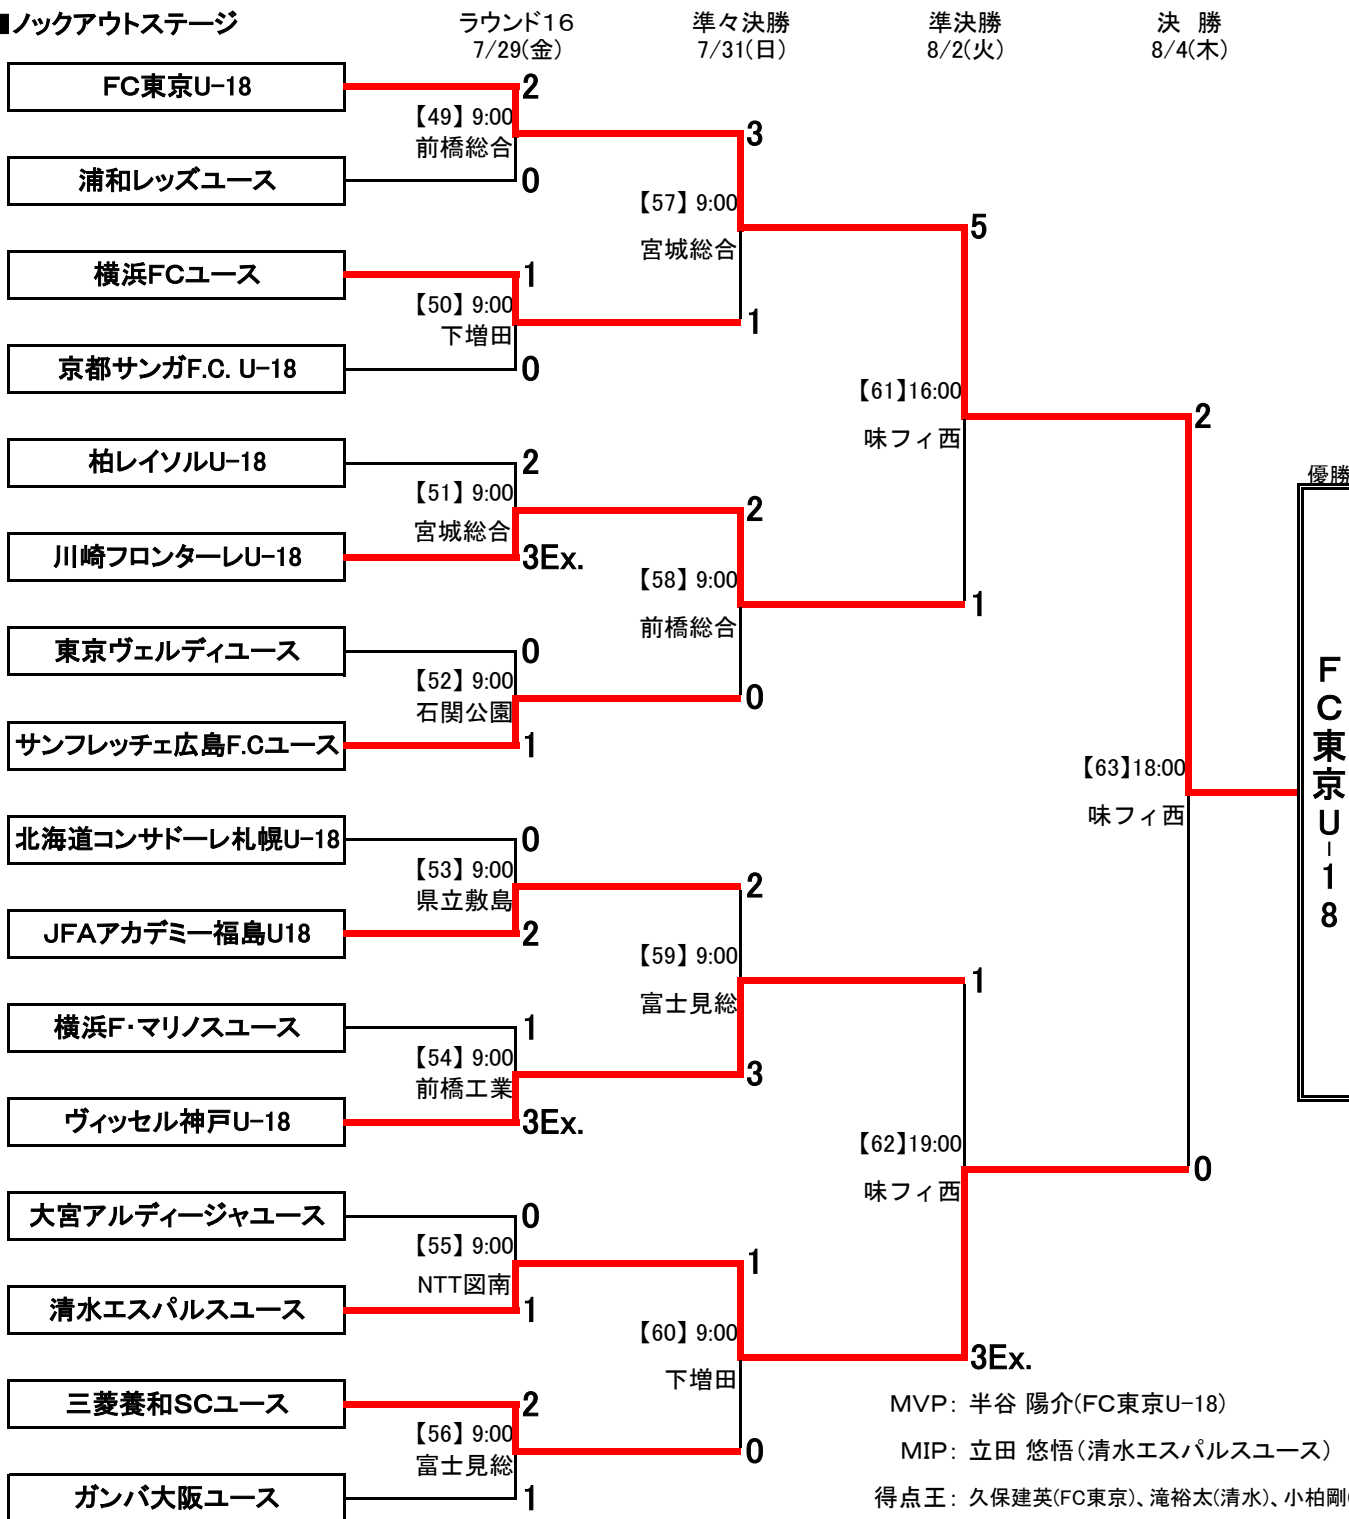 ■ノックアウトステージ
ラウンド16
7/29(金)
準々決勝
7/31(日)
準決勝
8/2(火)
決 勝
8/4(木)
FC東京U-18
2
【49】 9:00
前橋総合
3
浦和レッズユース
0
【57】 9:00
宮城総合
5
横浜FCユース
1
【50】 9:00
下増田
1
京都サンガF.C. U-18
0
【61】16:00
味フィ西
2
柏レイソルU-18
2
【51】 9:00
宮城総合
2
川崎フロンターレU-18
3Ex.
【58】 9:00
前橋総合
1
東京ヴェルディユース
0
【52】 9:00
石関公園
0
サンフレッチェ広島F.Cユース
1
【63】18:00
味フィ西
優勝
FC東京U-18
北海道コンサドーレ札幌U-18
0
【53】 9:00
県立敷島
2
JFAアカデミー福島U18
2
【59】 9:00
富士見総
1
横浜F・マリノスユース
1
【54】 9:00
前橋工業
3
ヴィッセル神戸U-18
3Ex.
【62】19:00
味フィ西
0
大宮アルディージャユース
0
【55】 9:00
NTT図南
1
清水エスパルスユース
1
【60】 9:00
下増田
3Ex.
三菱養和SCユース
2
【56】 9:00
富士見総
0
ガンバ大阪ユース
1
MVP: 半谷 陽介(FC東京U-18)
MIP: 立田 悠悟(清水エスパルスユース)
得点王: 久保建英(FC東京)、滝裕太(清水)、小柏剛(